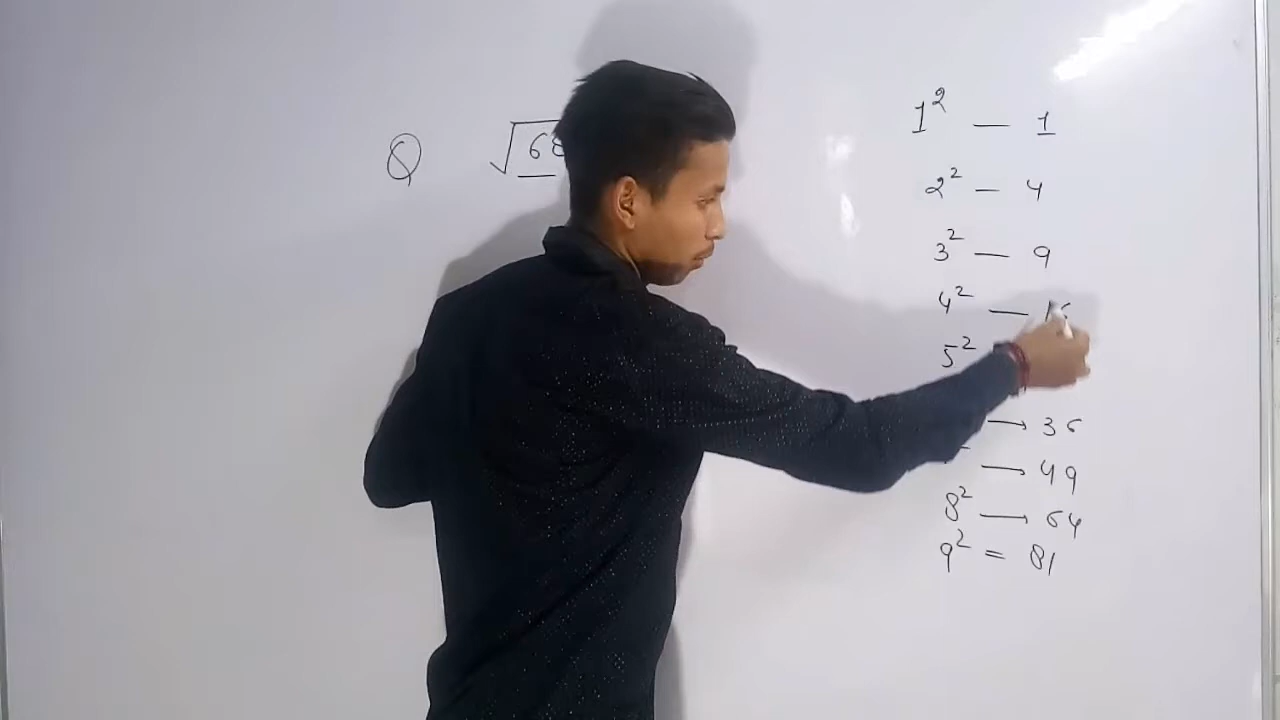 Q √68
1² — 1
2² — 4
3² — 9
4² — 16
5²
→ 36
→ 49
8² → 64
9² = 81